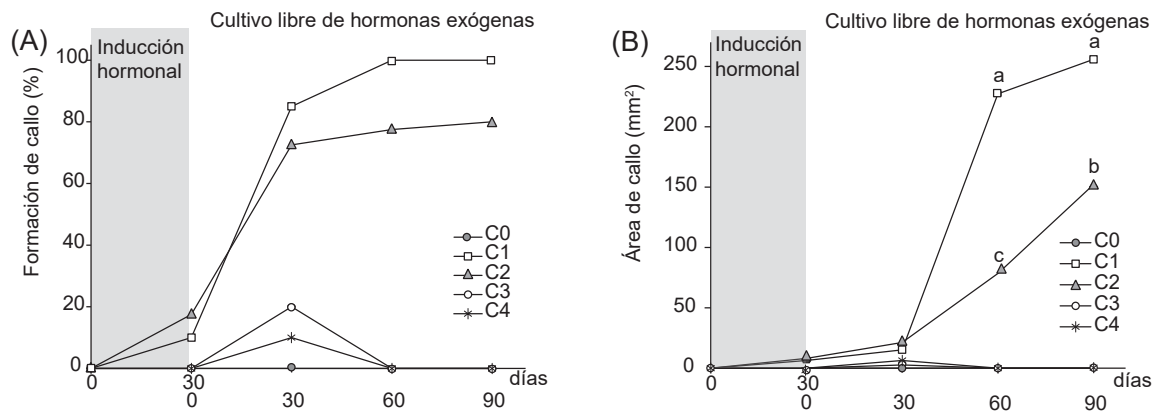 Cultivo libre de hormonas exógenas
(A)
Inducción
hormonal
Formación de callo (%)
100
80
60
40
20
0
C0
C1
C2
C3
C4
0
30
0
30
60
90
días
Cultivo libre de hormonas exógenas
(B)
Inducción
hormonal
Área de callo (mm²)
250
200
150
100
50
0
a
a
b
c
C0
C1
C2
C3
C4
0
30
0
30
60
90
días